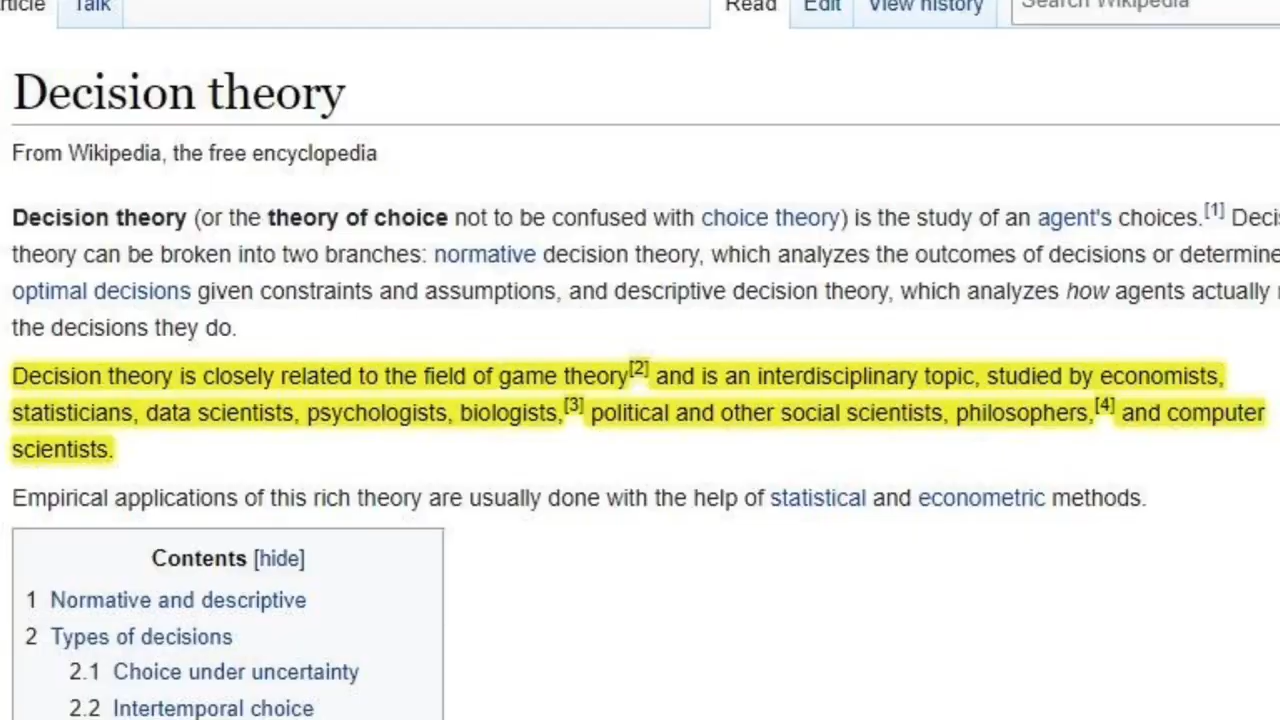 Talk
Read Edit View history Search Wikipedia
Decision theory
From Wikipedia, the free encyclopedia
Decision theory (or the theory of choice not to be confused with choice theory) is the study of an agent's choices.[1]
theory can be broken into two branches: normative decision theory, which analyzes the outcomes of decisions or
optimal decisions given constraints and assumptions, and descriptive decision theory, which analyzes how agents actually
the decisions they do.
Decision theory is closely related to the field of game theory[2] and is an interdisciplinary topic, studied by economists,
statisticians, data scientists, psychologists, biologists,[3] political and other social scientists, philosophers,[4] and computer
scientists.
Empirical applications of this rich theory are usually done with the help of statistical and econometric methods.
Contents [hide]
1 Normative and descriptive
2 Types of decisions
2.1 Choice under uncertainty
2.2 Intertemporal choice